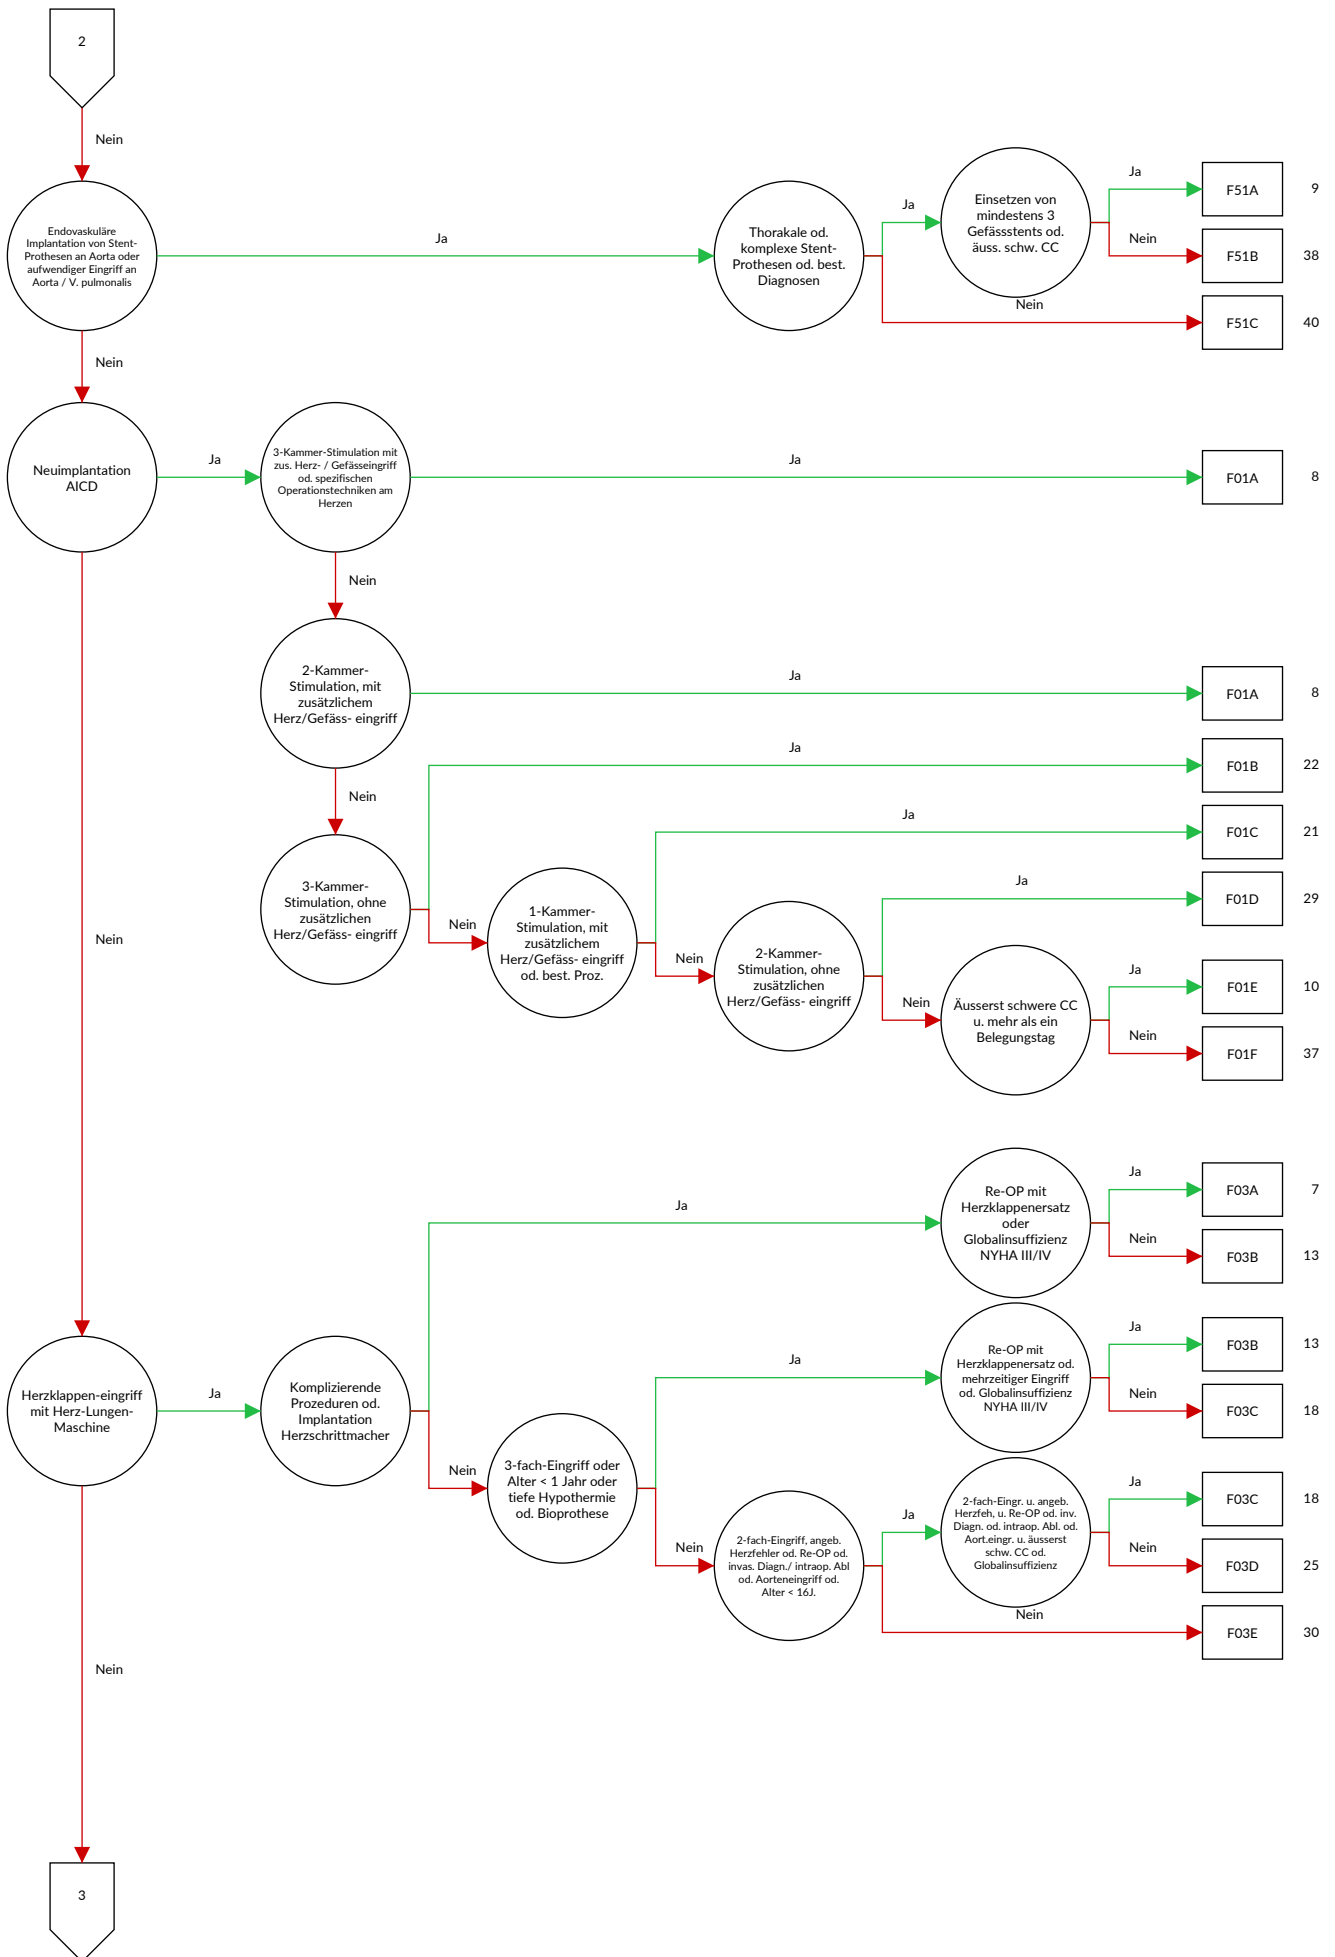 2
Nein
Endovaskuläre
Implantation von Stent-
Prothesen an Aorta oder
aufwendiger Eingriff an
Aorta / V. pulmonalis
Ja
Thorakale od.
komplexe Stent-
Prothesen od. best.
Diagnosen
Ja
Einsetzen von
mindestens 3
Gefässstents od.
äuss. schw. CC
Ja
F51A
9
Nein
F51B
38
Nein
F51C
40
Nein
Neuimplantation
AICD
Ja
3-Kammer-Stimulation mit
zus. Herz- / Gefässeingriff
od. spezifischen
Operationstechniken am
Herzen
Ja
F01A
8
Nein
2-Kammer-
Stimulation, mit
zusätzlichem
Herz/Gefäss- eingriff
Ja
F01A
8
Nein
3-Kammer-
Stimulation, ohne
zusätzlichen
Herz/Gefäss- eingriff
Ja
F01B
22
Nein
1-Kammer-
Stimulation, mit
zusätzlichem
Herz/Gefäss- eingriff
od. best. Proz.
Ja
F01C
21
Nein
2-Kammer-
Stimulation, ohne
zusätzlichen
Herz/Gefäss- eingriff
Ja
F01D
29
Nein
Äusserst schwere CC
u. mehr als ein
Belegungstag
Ja
F01E
10
Nein
F01F
37
Nein
Herzklappen-eingriff
mit Herz-Lungen-
Maschine
Ja
Komplizierende
Prozeduren od.
Implantation
Herzschrittmacher
Ja
Re-OP mit
Herzklappenersatz
oder
Globalinsuffizienz
NYHA III/IV
Ja
F03A
7
Nein
F03B
13
Nein
3-fach-Eingriff oder
Alter < 1 Jahr oder
tiefe Hypothermie
od. Bioprothese
Ja
Re-OP mit
Herzklappenersatz od.
mehrzeitiger Eingriff
od. Globalinsuffizienz
NYHA III/IV
Ja
F03B
13
Nein
F03C
18
Nein
2-fach-Eingriff, angeb.
Herzfehler od. Re-OP od.
invas. Diagn./ intraop. Abl
od. Aorteneingriff od.
Alter < 16J.
Ja
2-fach-Eingr. u. angeb.
Herzfeh, u. Re-OP od. inv.
Diagn. od. intraop. Abl. od.
Aort.eingr. u. äusserst
schw. CC od.
Globalinsuffizienz
Ja
F03C
18
Nein
F03D
25
Nein
F03E
30
Nein
3